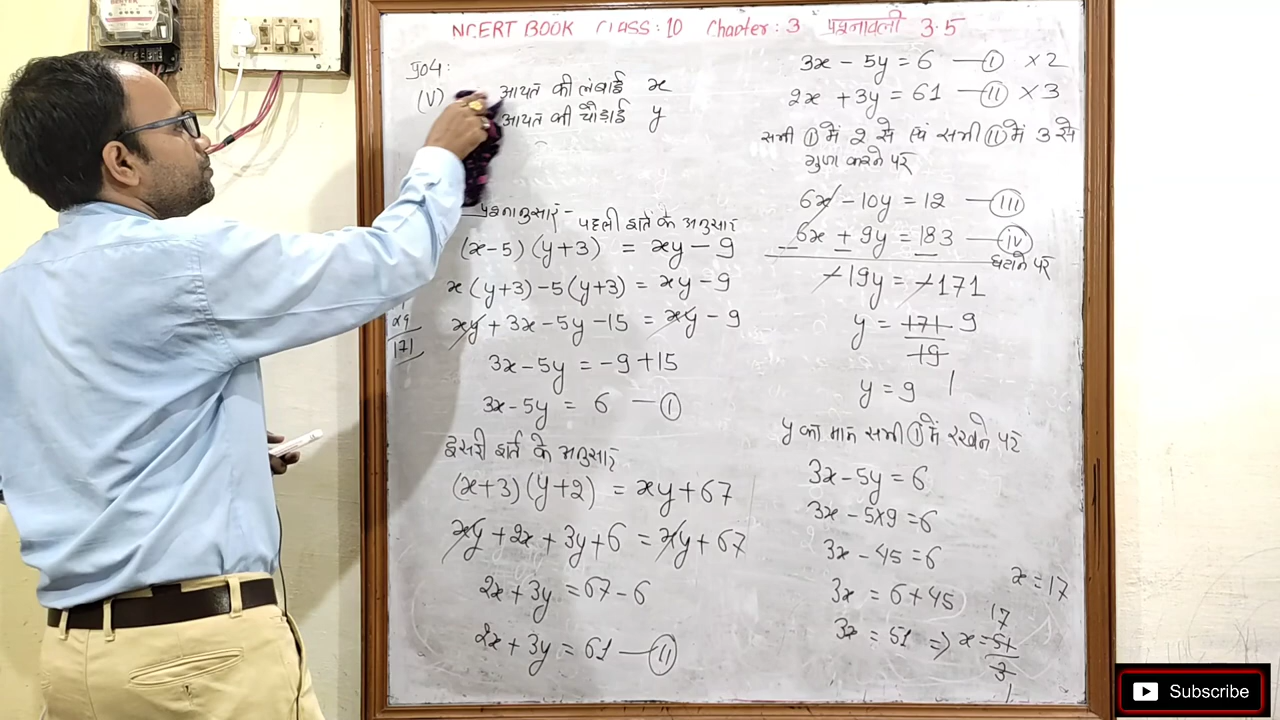 NCERT BOOK CLASS: 10 Chapter: 3 प्रश्नावली 3.5
प्र04:
(V)
आयत की लंबाई x
आयत की चौड़ाई y
प्रश्नानुसार -
पहली शर्त के अनुसार
(x-5) (y+3) = xy - 9
x(y+3) -5(y+3) = xy - 9
xy + 3x - 5y - 15 = xy - 9
3x - 5y = -9 +15
3x - 5y = 6 — (I)
दूसरी शर्त के अनुसार
(x+3) (y+2) = xy + 67
xy + 2x + 3y + 6 = xy + 67
2x + 3y = 67 - 6
2x + 3y = 61 — (II)
171
3x - 5y = 6 — (I) × 2
2x + 3y = 61 — (II) × 3
समी (I) में 2 से एवं समी (II) में 3 से
गुणा करने पर
6x - 10y = 12 — (III)
6x + 9y = 183 — (iv)
घटाने पर
-19y = -171
y = 171 9
19
y = 9 1
y का मान समी (I) में रखने पर
3x - 5y = 6
3x - 5×9 = 6
3x - 45 = 6
3x = 6 + 45
x = 17
17
3x = 51 ⇒ x = 51
3
1
Subscribe